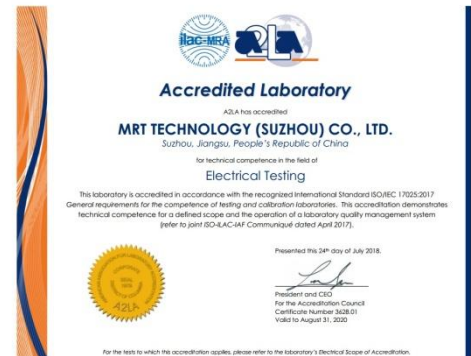 ilac-MRA
A2LA
Accredited Laboratory
A2LA has accredited
MRT TECHNOLOGY (SUZHOU) CO., LTD.
Suzhou, Jiangsu, People's Republic of China
for technical competence in the field of
Electrical Testing
This laboratory is accredited in accordance with the recognized International Standard ISO/IEC 17025:2017
General requirements for the competence of testing and calibration laboratories. This accreditation demonstrates
technical competence for a defined scope and the operation of a laboratory quality management system
(refer to joint ISO-ILAC-IAF Communiqué dated April 2017).
Presented this 24th day of July 2018.
President and CEO
For the Accreditation Council
Certificate Number 3628.01
Valid to August 31, 2020
SEAL
1978
A2LA
For the tests to which this accreditation applies, please refer to the laboratory's Electrical Scope of Accreditation.